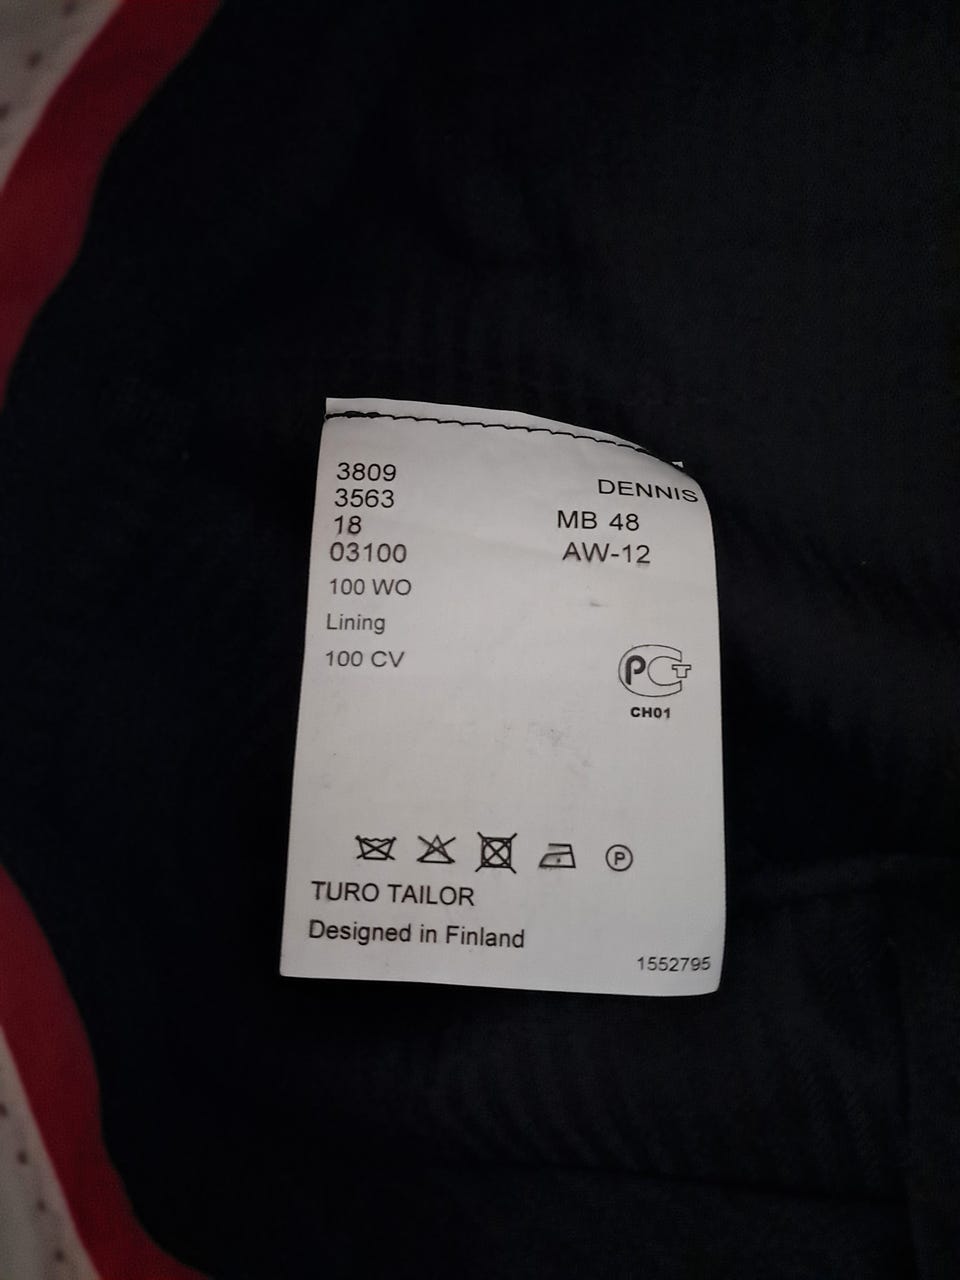 3809
DENNIS
3563
MB 48
18
AW-12
03100
100 WO
Lining
100 CV
РСТ
CH01
P
TURO TAILOR
Designed in Finland
1552795